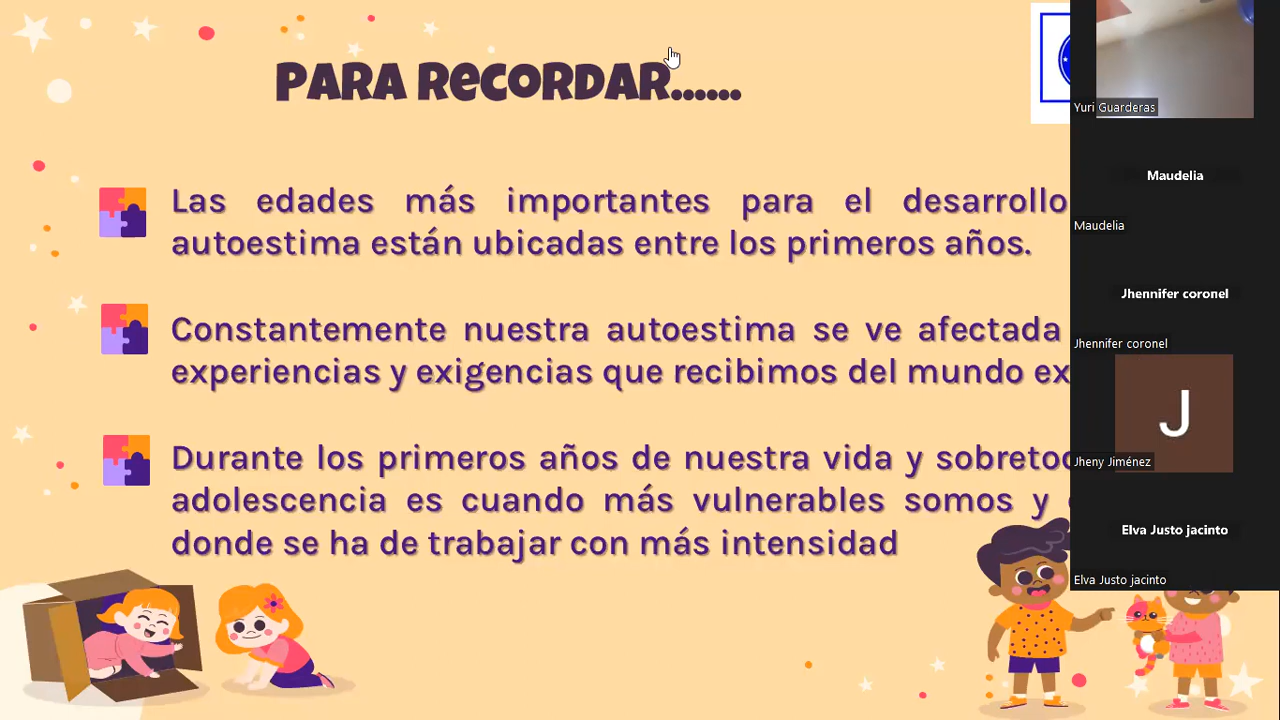 PARA RECORDAR......
Las edades más importantes para el desarrollo
autoestima están ubicadas entre los primeros años.
Constantemente nuestra autoestima se ve afectada
experiencias y exigencias que recibimos del mundo
Durante los primeros años de nuestra vida y
adolescencia es cuando más vulnerables somos y
donde se ha de trabajar con más intensidad
Yuri Guarderas
Maudelia
Maudelia
Jhennifer coronel
Jhennifer coronel
J
Jheny Jiménez
Elva Justo jacinto
Elva Justo jacinto